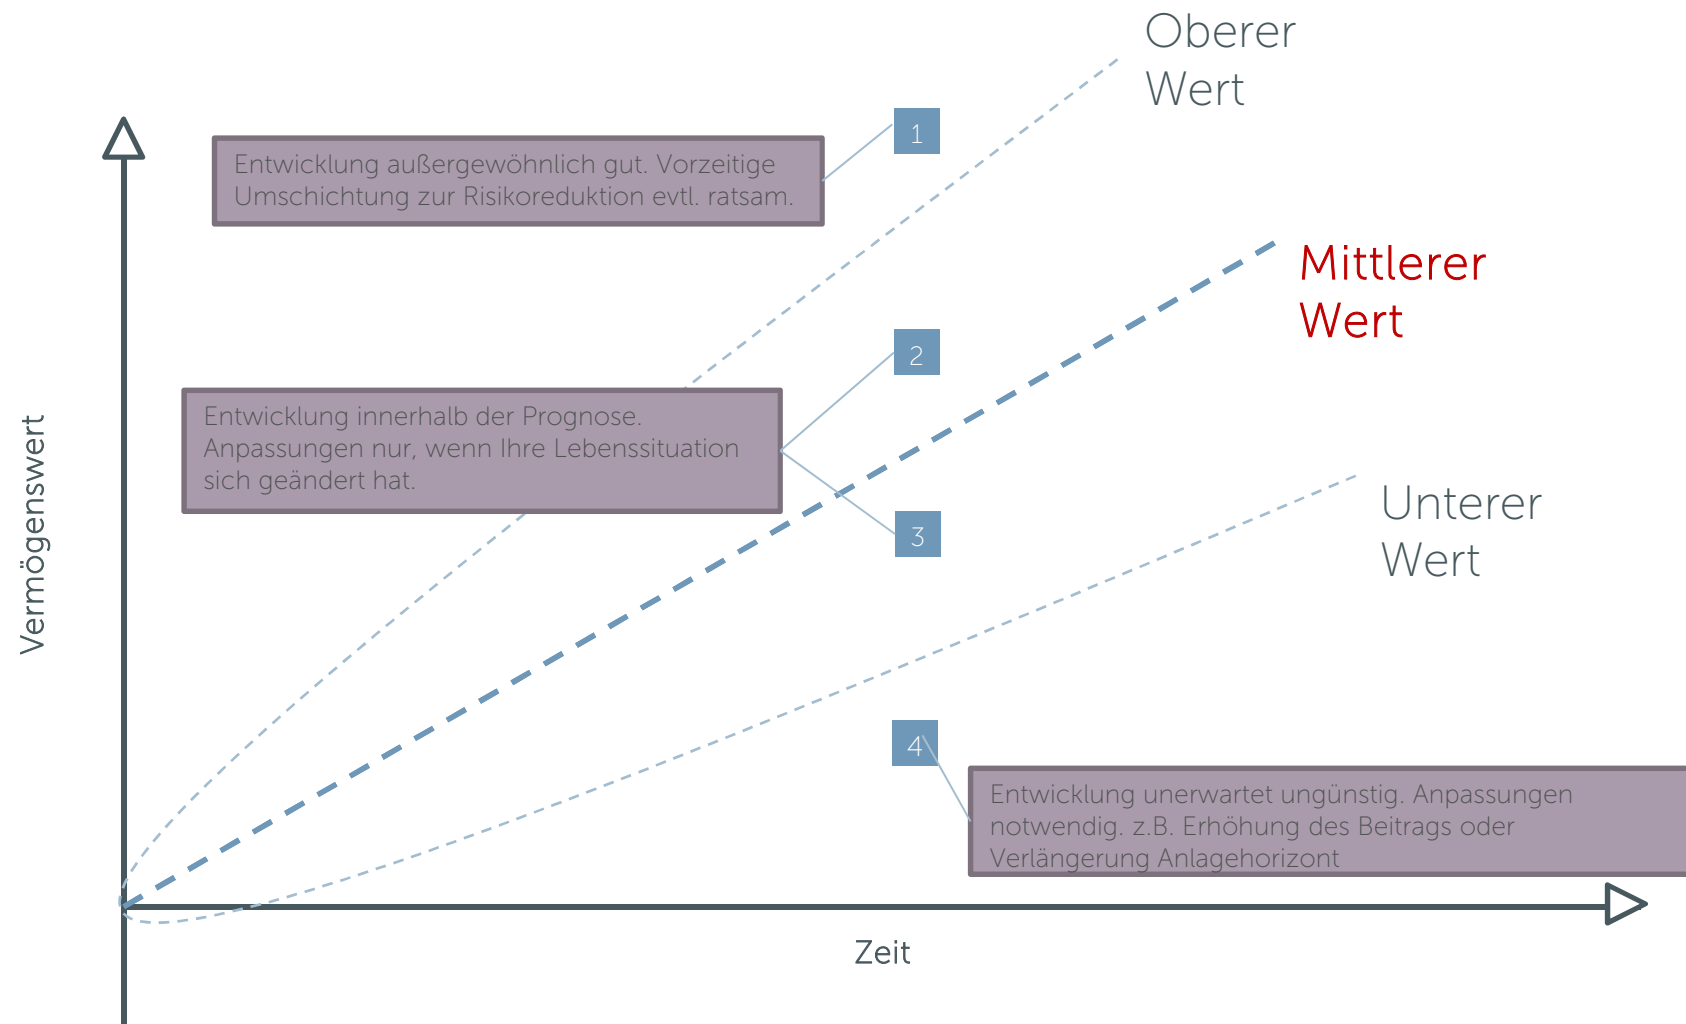 Oberer
Wert
1
Entwicklung außergewöhnlich gut. Vorzeitige
Umschichtung zur Risikoreduktion evtl. ratsam.
Mittlerer
Wert
2
Entwicklung innerhalb der Prognose.
Anpassungen nur, wenn Ihre Lebenssituation
sich geändert hat.
3
Unterer
Wert
Vermögenswert
4
Entwicklung unerwartet ungünstig. Anpassungen
notwendig. z.B. Erhöhung des Beitrags oder
Verlängerung Anlagehorizont
Zeit